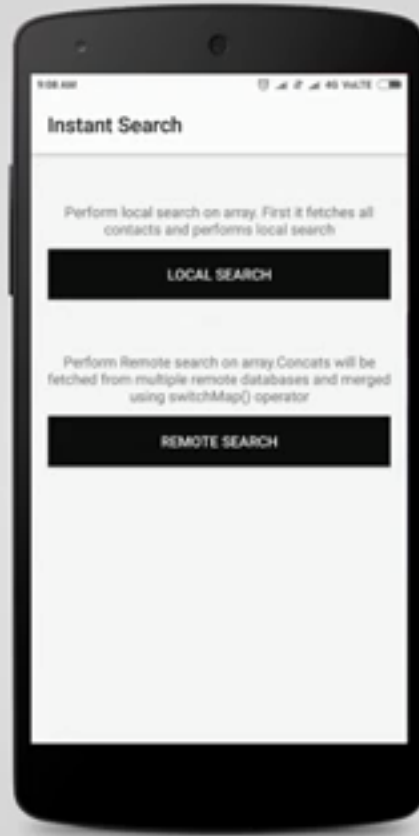 9:08 AM
4G VoLTE
Instant Search
Perform local search on array. First it fetches all
contacts and performs local search
LOCAL SEARCH
Perform Remote search on array.Concats will be
fetched from multiple remote databases and merged
using switchMap() operator
REMOTE SEARCH